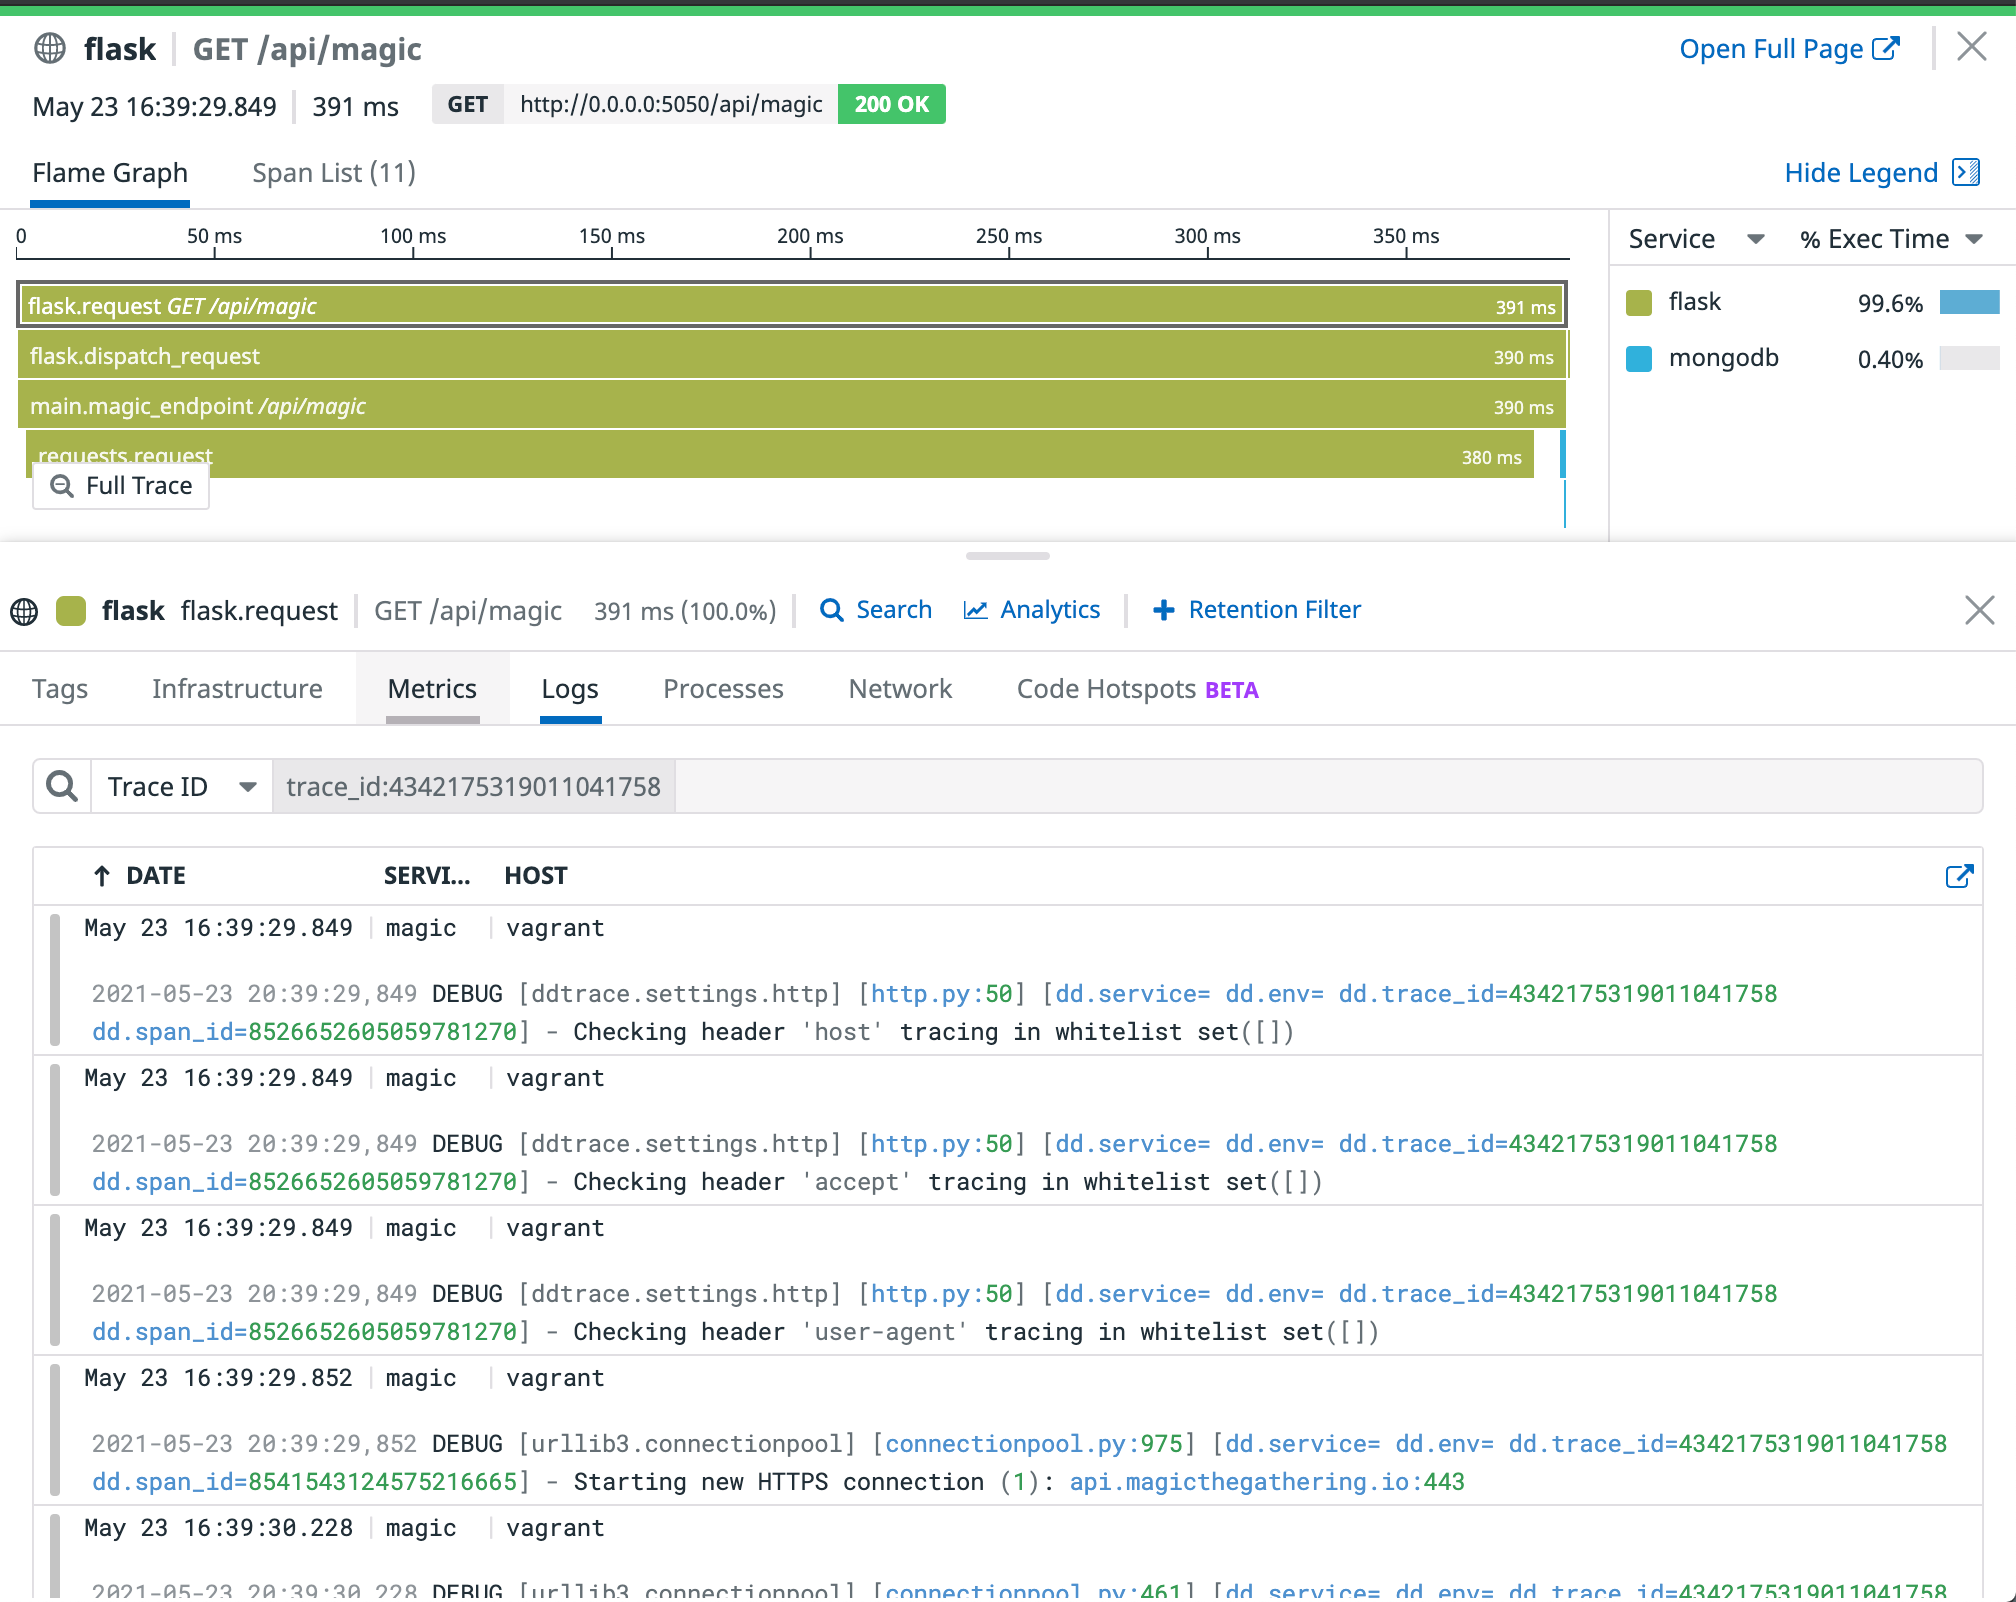 flask GET /api/magic Open Full Page
May 23 16:39:29.849 391 ms GET http://0.0.0.0:5050/api/magic 200 OK
Flame Graph Span List (11) Hide Legend
0 50 ms 100 ms 150 ms 200 ms 250 ms 300 ms 350 ms
Service % Exec Time
flask.request GET /api/magic 391 ms
flask 99.6%
flask.dispatch_request 390 ms
mongodb 0.40%
main.magic_endpoint /api/magic 390 ms
requests.request 380 ms
Full Trace
flask flask.request GET /api/magic 391 ms (100.0%) Search Analytics Retention Filter
Tags Infrastructure Metrics Logs Processes Network Code Hotspots BETA
Trace ID trace_id:4342175319011041758
DATE SERVI... HOST
May 23 16:39:29.849 magic vagrant
2021-05-23 20:39:29,849 DEBUG [ddtrace.settings.http] [http.py:50] [dd.service= dd.env= dd.trace_id=4342175319011041758
dd.span_id=8526652605059781270] - Checking header 'host' tracing in whitelist set([])
May 23 16:39:29.849 magic vagrant
2021-05-23 20:39:29,849 DEBUG [ddtrace.settings.http] [http.py:50] [dd.service= dd.env= dd.trace_id=4342175319011041758
dd.span_id=8526652605059781270] - Checking header 'accept' tracing in whitelist set([])
May 23 16:39:29.849 magic vagrant
2021-05-23 20:39:29,849 DEBUG [ddtrace.settings.http] [http.py:50] [dd.service= dd.env= dd.trace_id=4342175319011041758
dd.span_id=8526652605059781270] - Checking header 'user-agent' tracing in whitelist set([])
May 23 16:39:29.852 magic vagrant
2021-05-23 20:39:29,852 DEBUG [urllib3.connectionpool] [connectionpool.py:975] [dd.service= dd.env= dd.trace_id=4342175319011041758
dd.span_id=8541543124575216665] - Starting new HTTPS connection (1): api.magicthegathering.io:443
May 23 16:39:30.228 magic vagrant
2021-05-23 20:39:30,228 DEBUG [urllib3.connectionpool] [connectionpool.py:461] [dd.service= dd.env= dd.trace_id=4342175319011041758